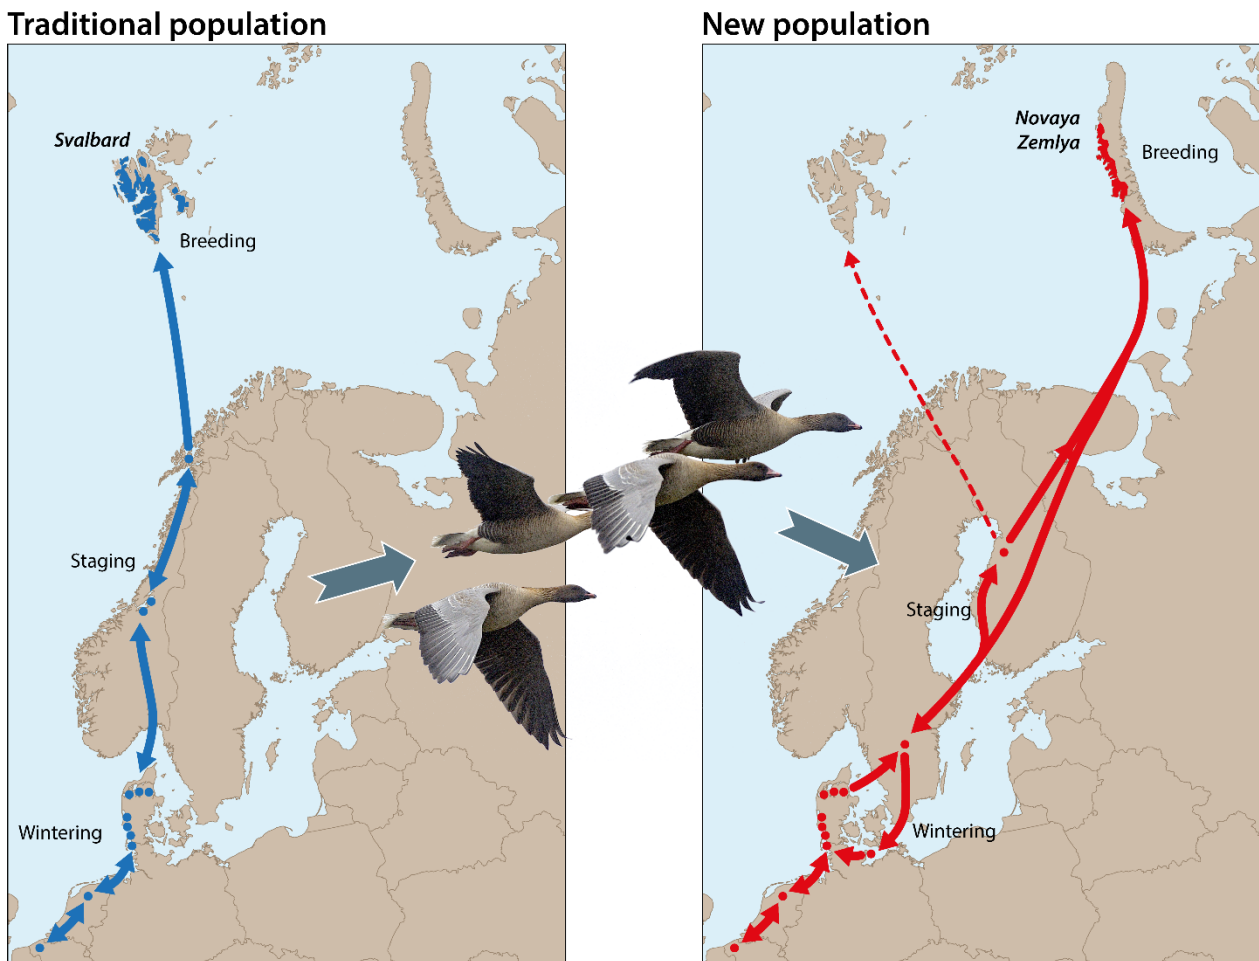 Traditional population
Svalbard
Breeding
Staging
Wintering
New population
Novaya
Zemlya
Breeding
Staging
Wintering